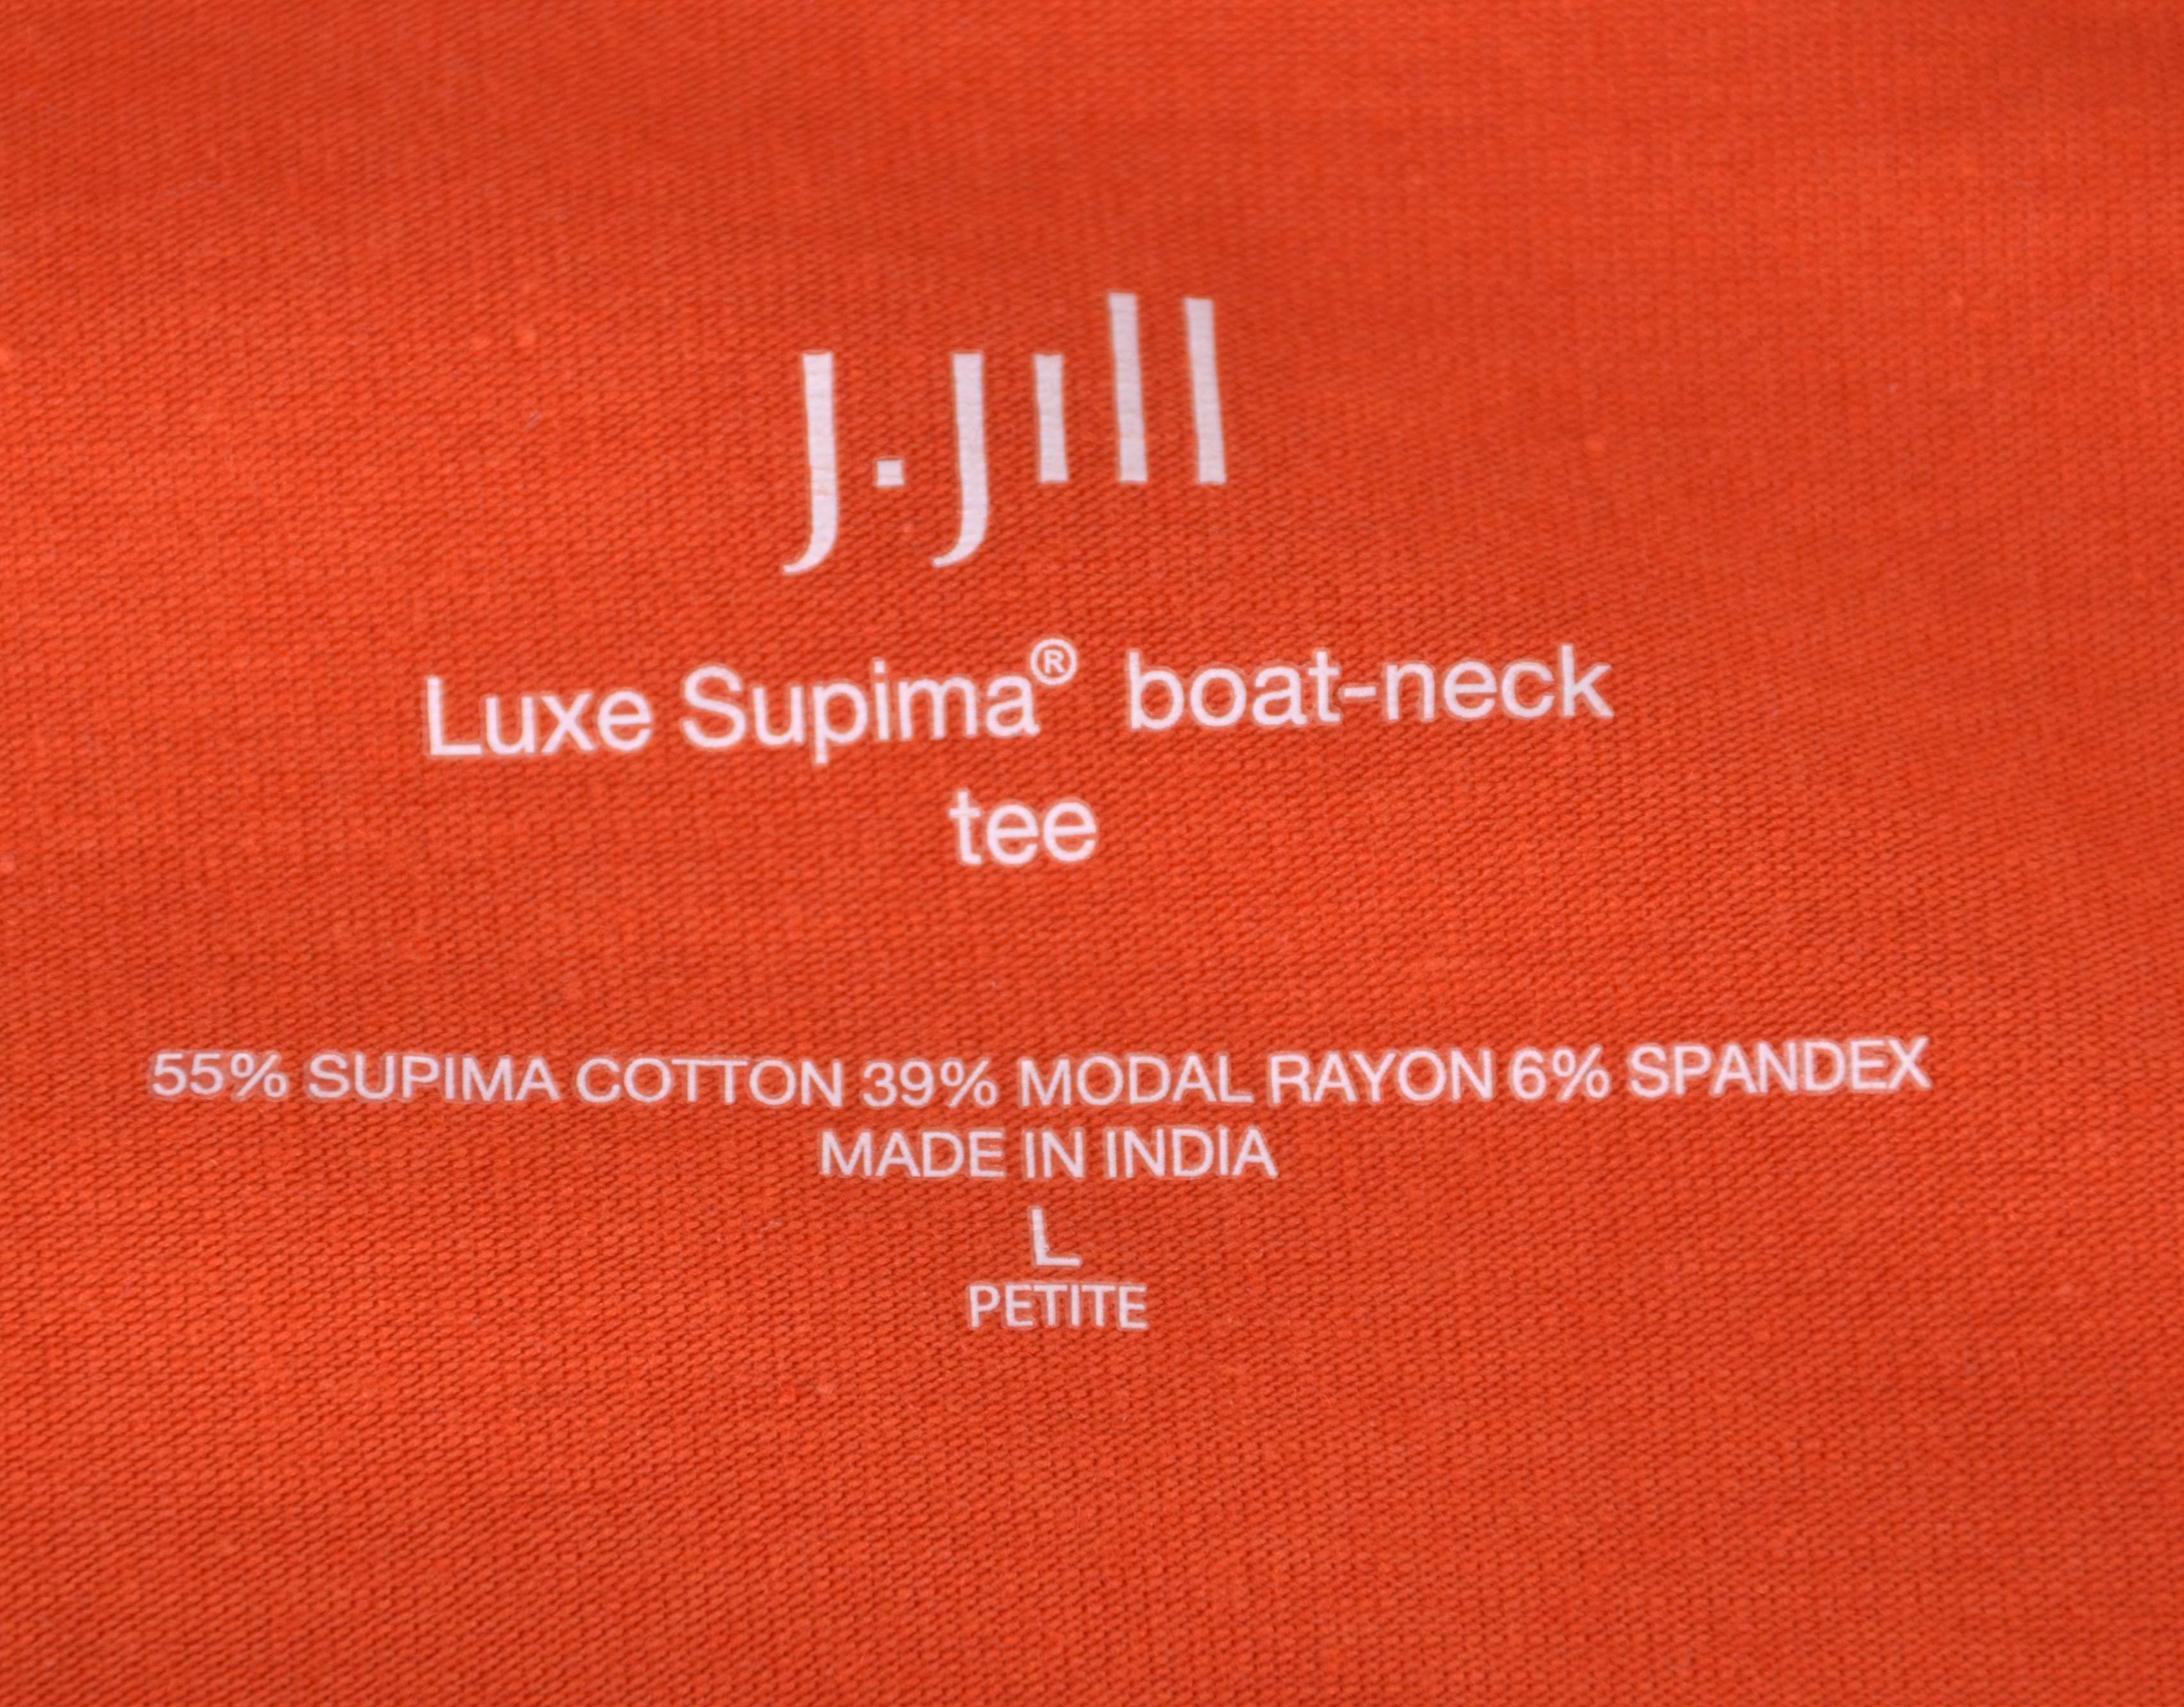 J.Jill
Luxe Supima® boat-neck
tee
55% SUPIMA COTTON 39% MODAL RAYON 6% SPANDEX
MADE IN INDIA
L
PETITE